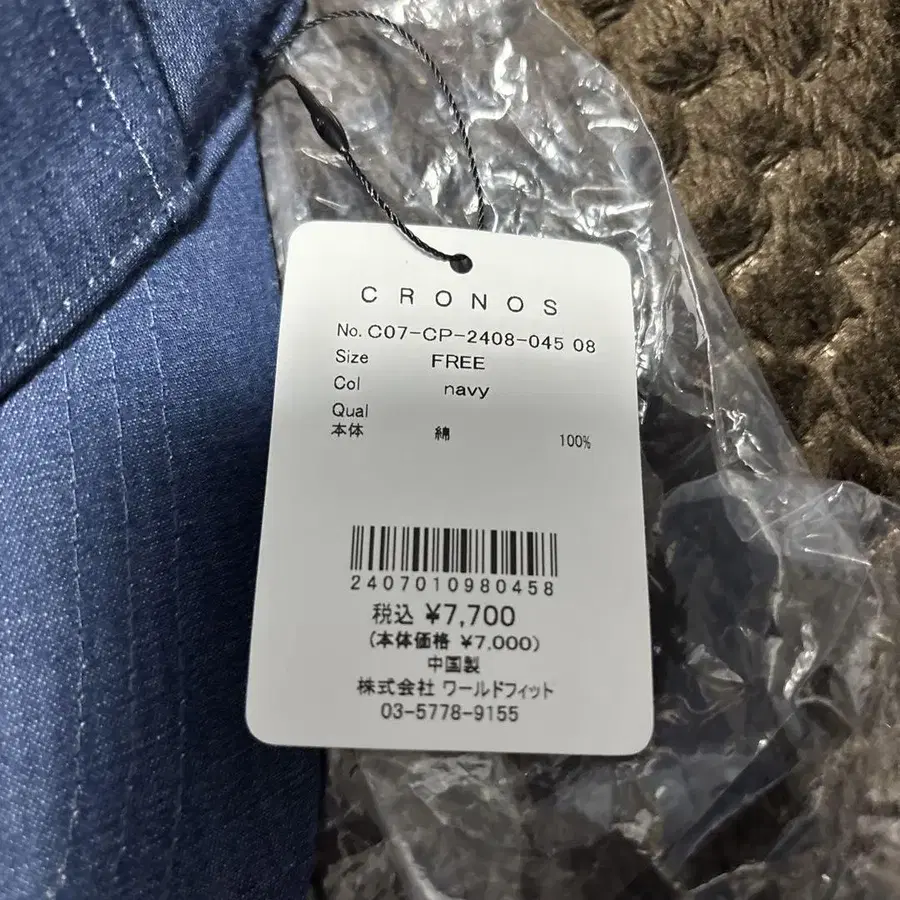 CRONOS
No. C07-CP-2408-045 08
Size FREE
Col navy
Qual
本体 綿 100%
2407010980458
税込 ¥7,700
(本体価格 ¥7,000)
中国製
株式会社 ワールドフィット
03-5778-9155